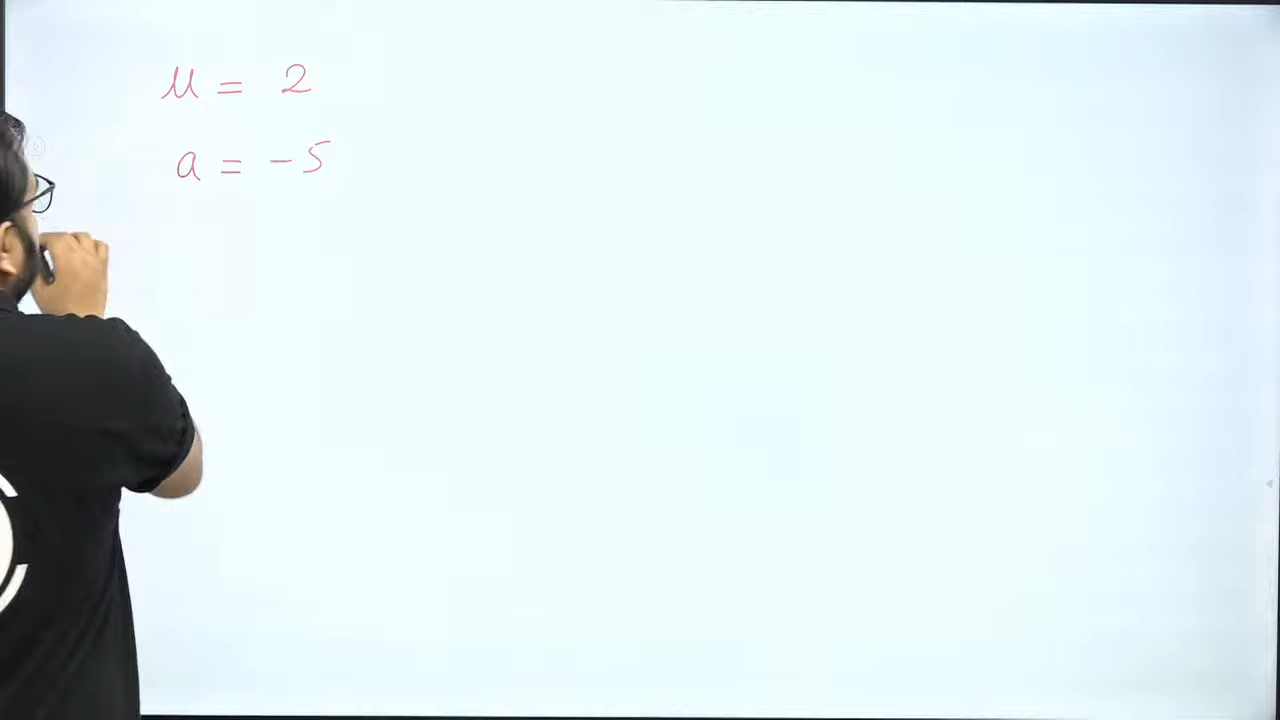 u = 2
a = -5